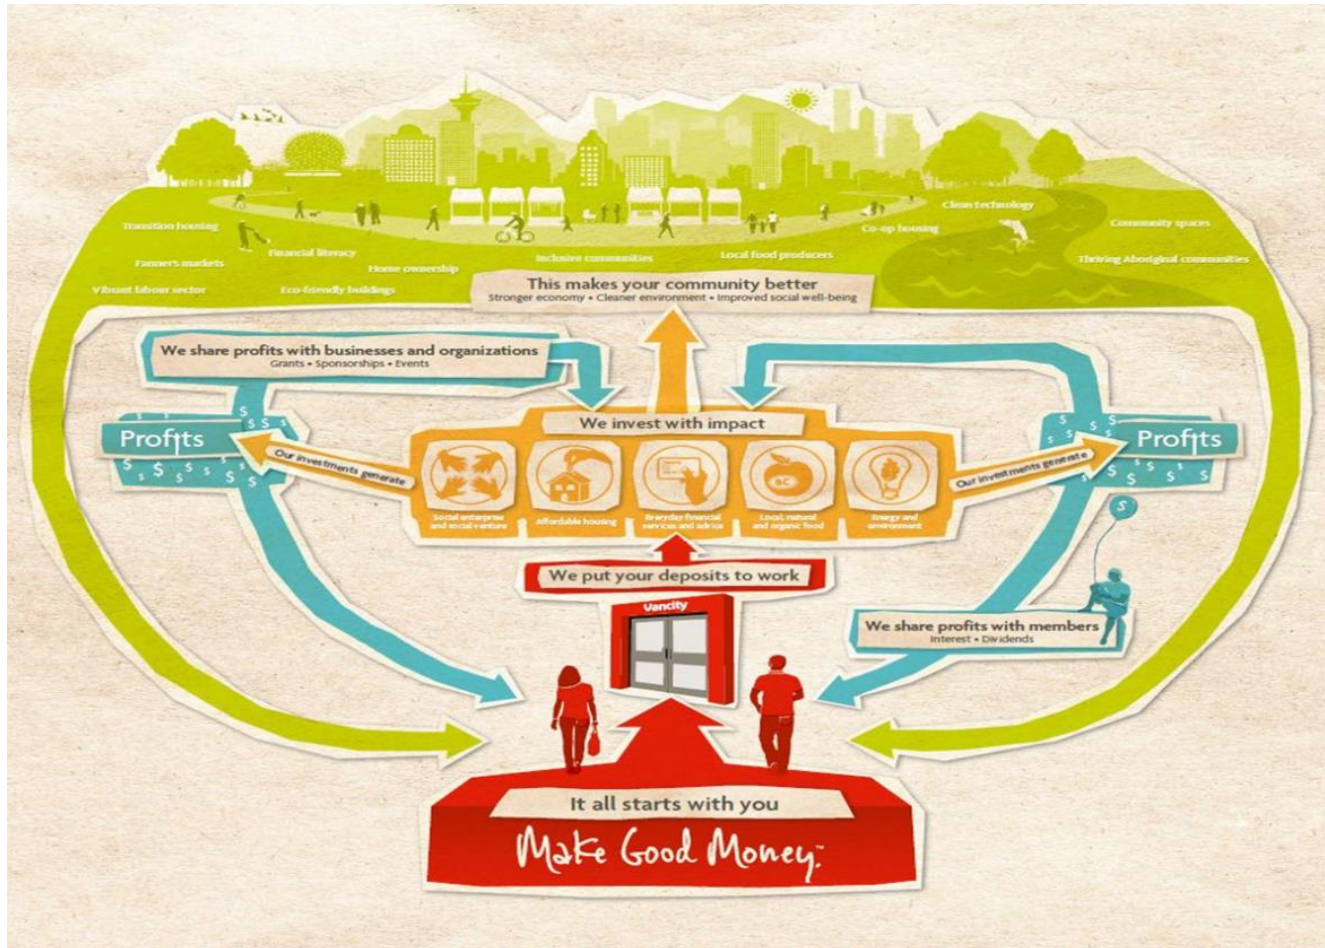 Clean technology
Transition housing
Community spaces
Co-op housing
Financial literacy
Inclusive communities
Local food producers
Farmer's markets
Home ownership
Thriving Aboriginal communities
Vibrant labour sector
Eco-friendly buildings
This makes your community better
Stronger economy • Cleaner environment • Improved social well-being
We share profits with businesses and organizations
Grants • Sponsorships • Events
We invest with impact
Profits
Our investments generate
Our investments generate
Profits
Social enterprise
and social venture
Affordable housing
Everyday financial
services and advice
Local, natural
and organic food
Energy and
environment
We put your deposits to work
Vancity
We share profits with members
Interest • Dividends
It all starts with you
Make Good Money.™